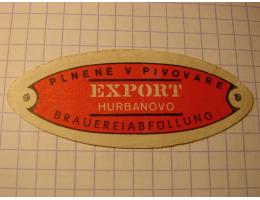 PLNENÉ V PIVOVARE
EXPORT
HURBANOVO
BRAUEREIABFÜLLUNG